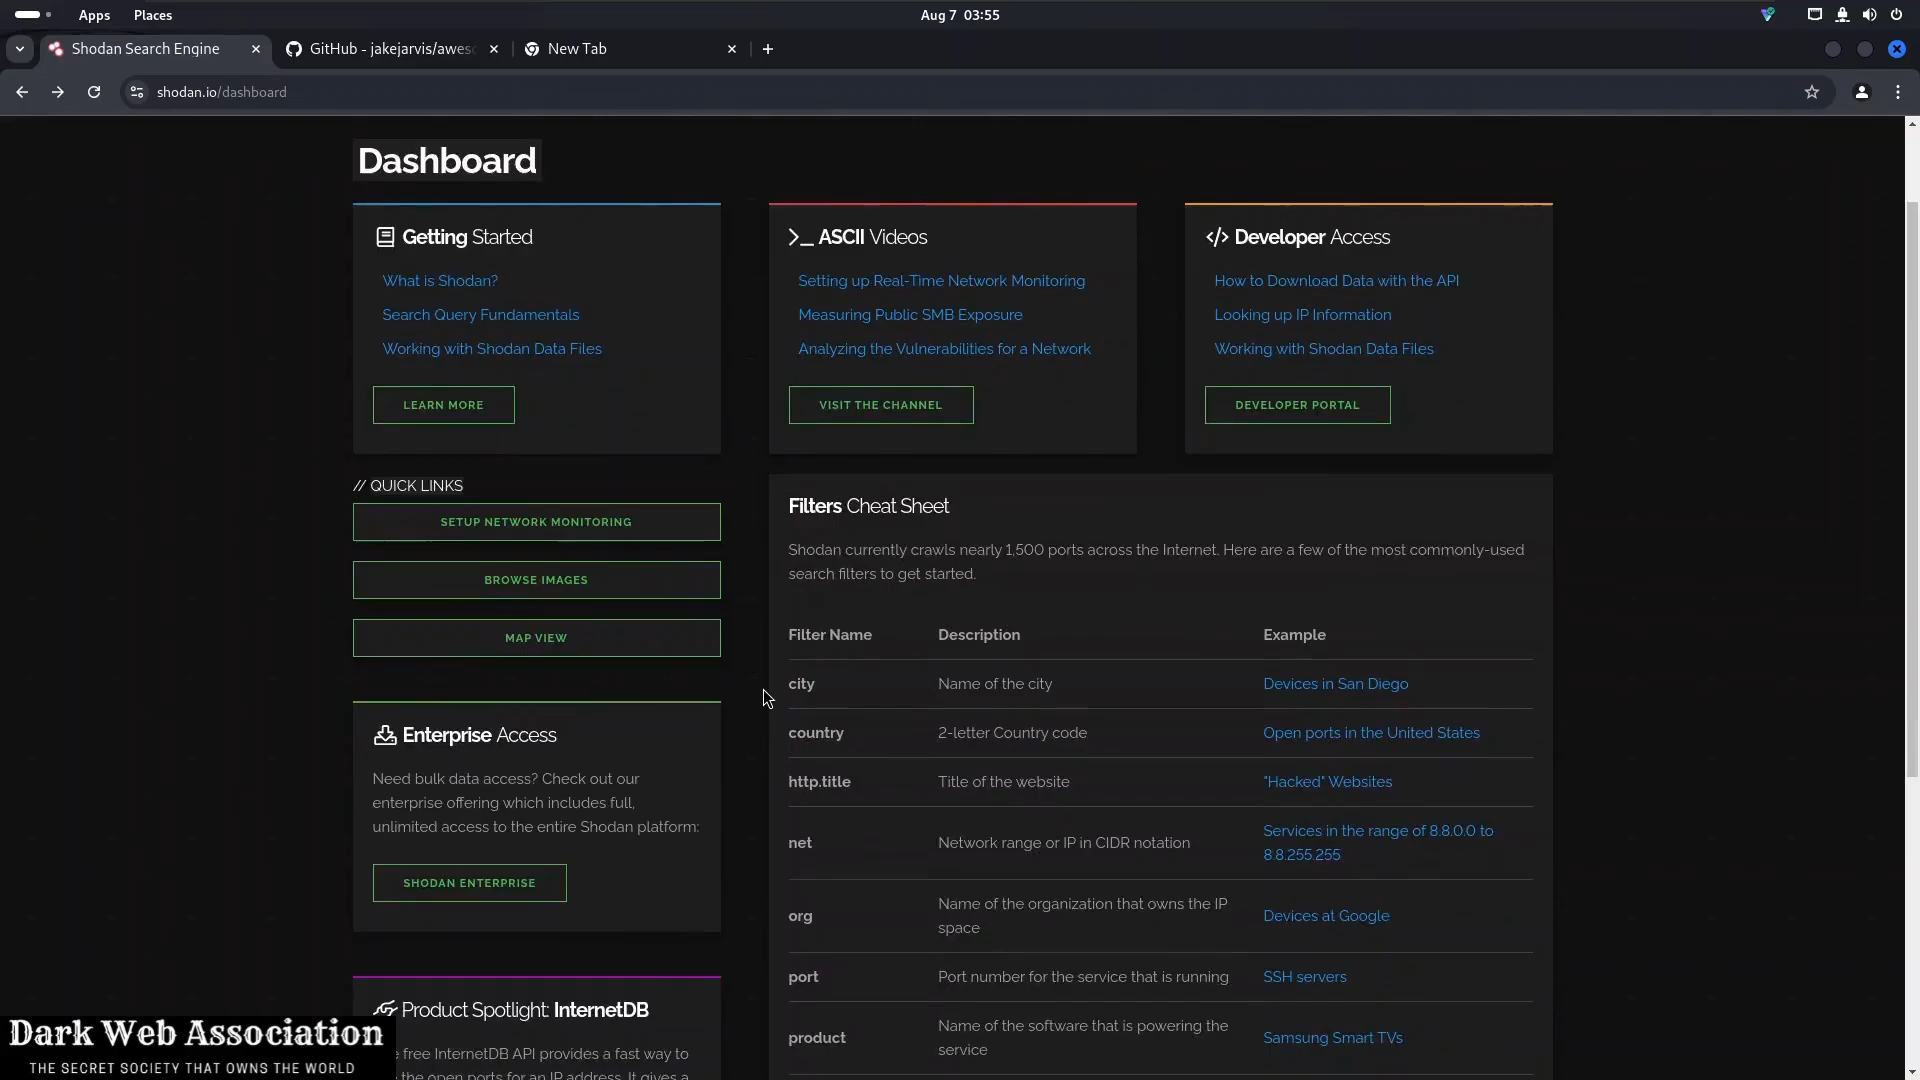 Apps Places Aug 7 03:55
Shodan Search Engine GitHub - jakejarvis/awes New Tab
shodan.io/dashboard
Dashboard
Getting Started
What is Shodan?
Search Query Fundamentals
Working with Shodan Data Files
LEARN MORE
ASCII Videos
Setting up Real-Time Network Monitoring
Measuring Public SMB Exposure
Analyzing the Vulnerabilities for a Network
VISIT THE CHANNEL
Developer Access
How to Download Data with the API
Looking up IP Information
Working with Shodan Data Files
DEVELOPER PORTAL
// QUICK LINKS
SETUP NETWORK MONITORING
BROWSE IMAGES
MAP VIEW
Enterprise Access
Need bulk data access? Check out our
enterprise offering which includes full,
unlimited access to the entire Shodan platform:
SHODAN ENTERPRISE
Product Spotlight: InternetDB
free InternetDB API provides a fast way to
the open ports for an IP address. It gives a
Filters Cheat Sheet
Shodan currently crawls nearly 1,500 ports across the Internet. Here are a few of the most commonly-used
search filters to get started.
Filter Name Description Example
city Name of the city Devices in San Diego
country 2-letter Country code Open ports in the United States
http.title Title of the website "Hacked" Websites
net Network range or IP in CIDR notation Services in the range of 8.8.0.0 to
8.8.255.255
org Name of the organization that owns the IP
space Devices at Google
port Port number for the service that is running SSH servers
product Name of the software that is powering the
service Samsung Smart TVs
Dark Web Association
THE SECRET SOCIETY THAT OWNS THE WORLD